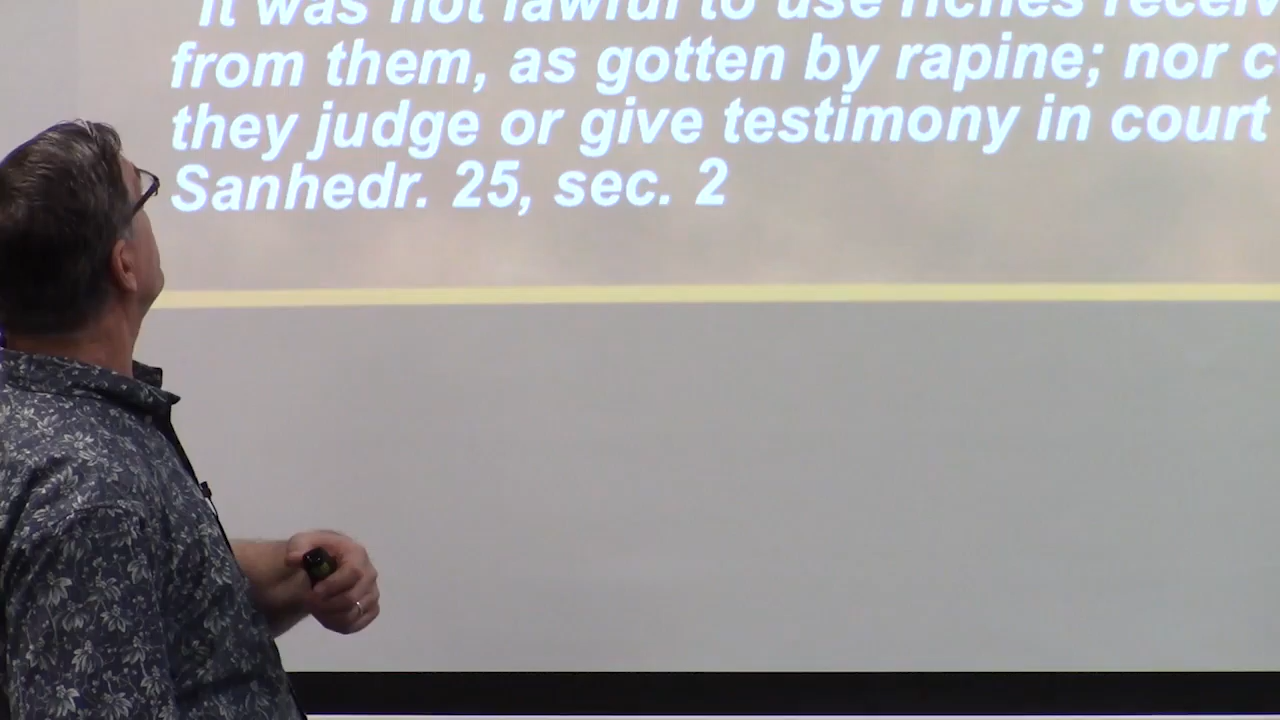 It was not lawful to use riches
from them, as gotten by rapine; nor
they judge or give testimony in court
Sanhedr. 25, sec. 2